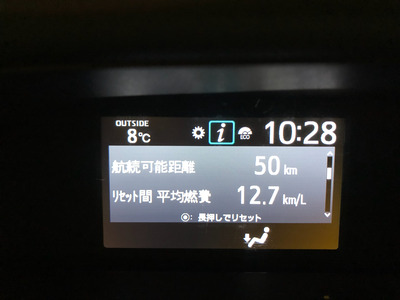 OUTSIDE
8℃ i ECO 10:28
航続可能距離 50 km
リセット間 平均燃費 12.7 km/L
◉: 長押しでリセット